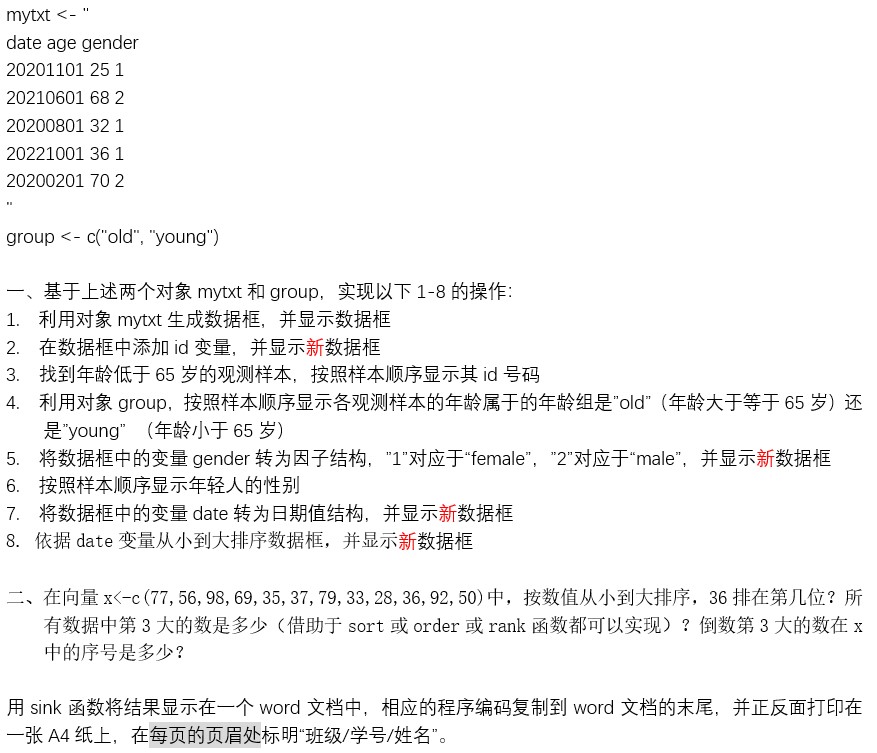 mytxt <- "
date age gender
20201101 25 1
20210601 68 2
20200801 32 1
20221001 36 1
20200201 70 2
"
group <- c("old", "young")
一、基于上述两个对象 mytxt 和 group，实现以下 1-8 的操作：
1. 利用对象 mytxt 生成数据框，并显示数据框
2. 在数据框中添加 id 变量，并显示新数据框
3. 找到年龄低于 65 岁的观测样本，按照样本顺序显示其 id 号码
4. 利用对象 group，按照样本顺序显示各观测样本的年龄属于的年龄组是”old”（年龄大于等于 65 岁）还
是”young” （年龄小于 65 岁）
5. 将数据框中的变量 gender 转为因子结构，”1”对应于“female”，”2”对应于“male”，并显示新数据框
6. 按照样本顺序显示年轻人的性别
7. 将数据框中的变量 date 转为日期值结构，并显示新数据框
8. 依据 date 变量从小到大排序数据框，并显示新数据框
二、在向量 x<-c(77,56,98,69,35,37,79,33,28,36,92,50)中，按数值从小到大排序，36 排在第几位？所
有数据中第 3 大的数是多少（借助于 sort 或 order 或 rank 函数都可以实现）？倒数第 3 大的数在 x
中的序号是多少？
用 sink 函数将结果显示在一个 word 文档中，相应的程序编码复制到 word 文档的末尾，并正反面打印在
一张 A4 纸上，在每页的页眉处标明“班级/学号/姓名”。